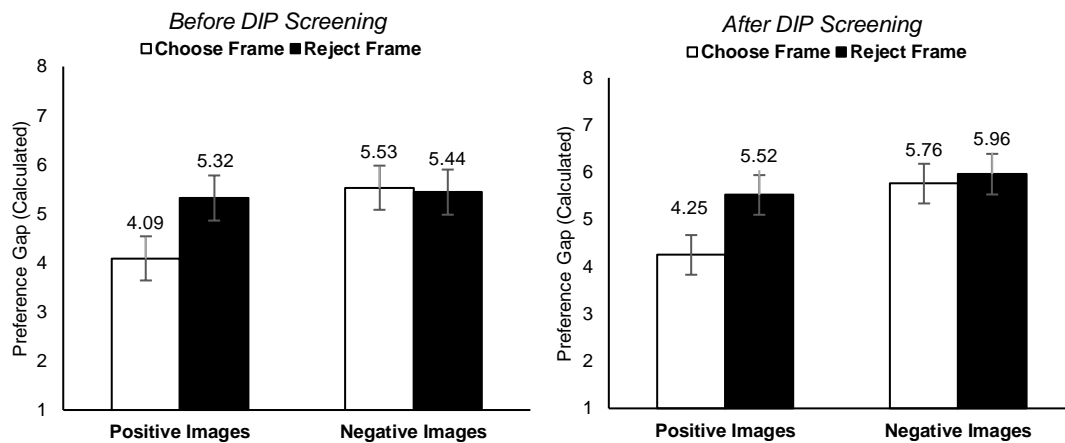 Before DIP Screening
Choose Frame Reject Frame
Preference Gap (Calculated)
8
7
6
5
4
3
2
1
4.09
5.32
5.53
5.44
Positive Images
Negative Images
After DIP Screening
Choose Frame Reject Frame
Preference Gap (Calculated)
8
7
6
5
4
3
2
1
4.25
5.52
5.76
5.96
Positive Images
Negative Images